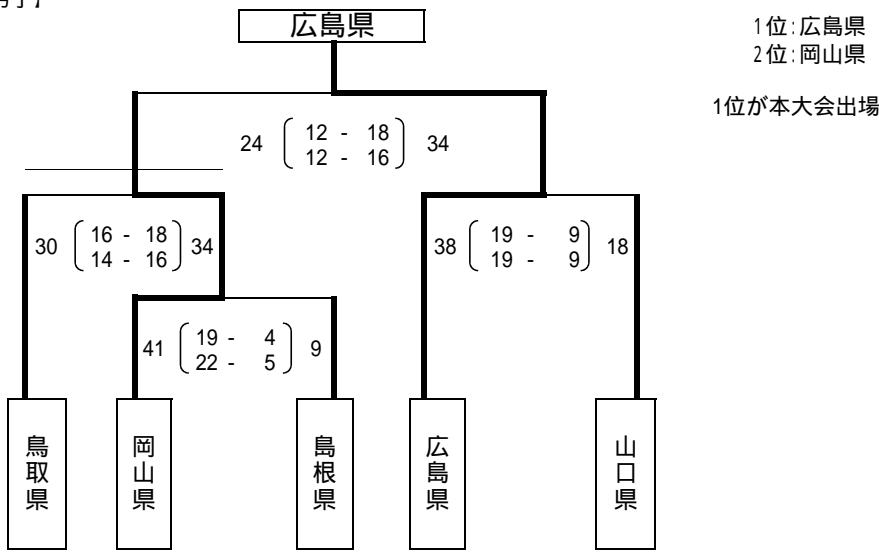 広島県
1位:広島県
2位:岡山県
1位が本大会出場
24 12 - 18 34
12 - 16
30 16 - 18 34
14 - 16
38 19 - 9 18
19 - 9
41 19 - 4 9
22 - 5
鳥取県
岡山県
島根県
広島県
山口県